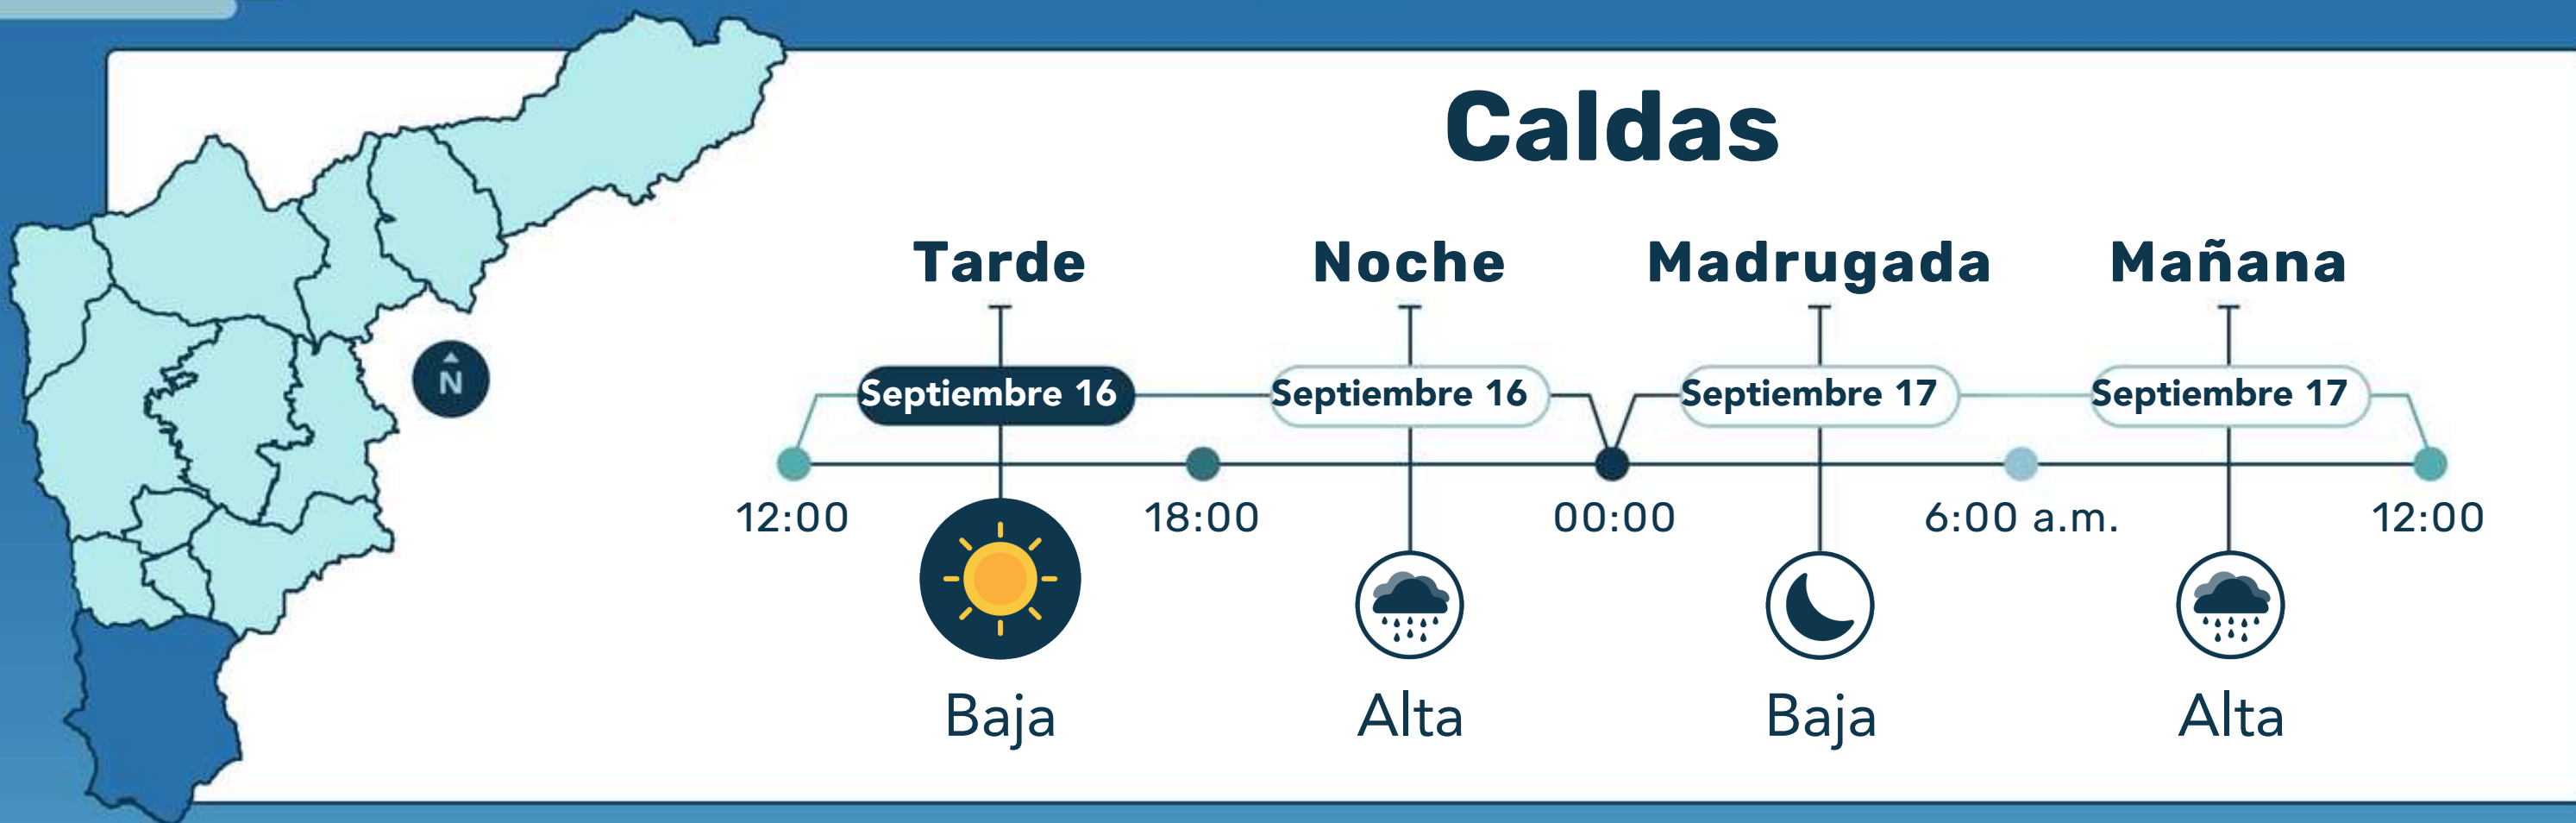 Caldas
Tarde Noche Madrugada Mañana
Septiembre 16 Septiembre 16 Septiembre 17 Septiembre 17
N
12:00 18:00 00:00 6:00 a.m. 12:00
Baja Alta Baja Alta